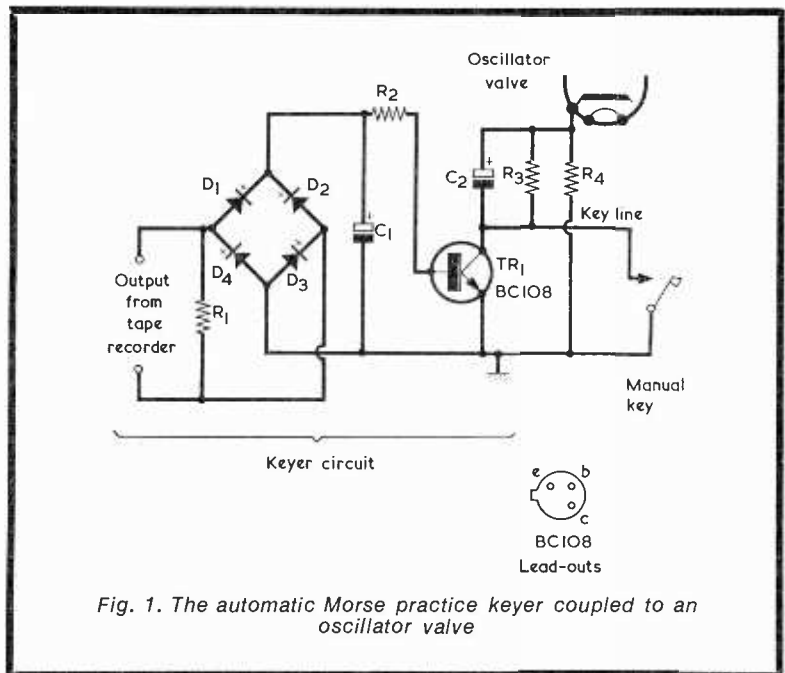 Oscillator
valve
R2
D1
D2
C2
R3
R4
Key line
C1
D4
D3
TR1
BC108
Output
from
tape
recorder
R1
Manual
key
Keyer circuit
e
b
c
BC108
Lead-outs
Fig. 1. The automatic Morse practice keyer coupled to an
oscillator valve